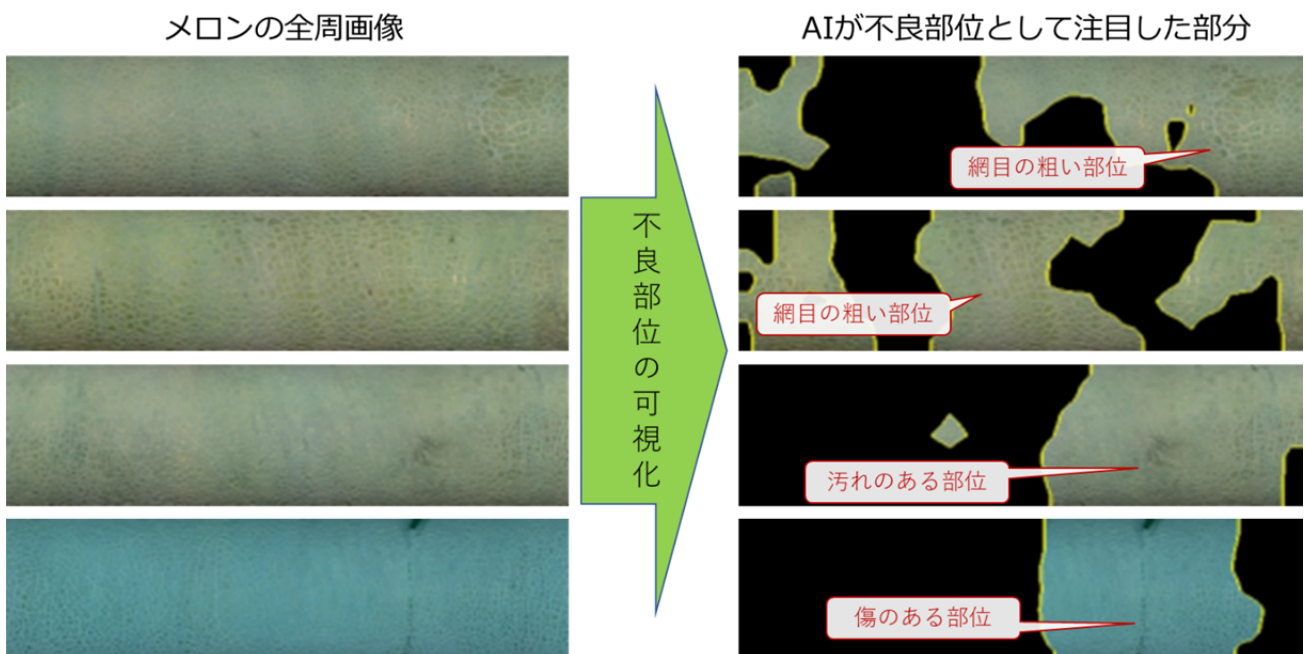 メロンの全周画像
AIが不良部位として注目した部分
不良部位の可視化
網目の粗い部位
網目の粗い部位
汚れのある部位
傷のある部位